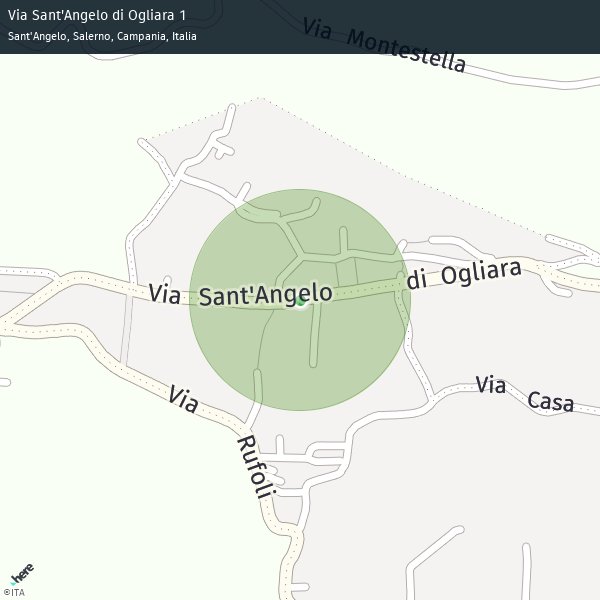 Via Sant'Angelo di Ogliara 1
Sant'Angelo, Salerno, Campania, Italia
Via Montestella
Via Sant'Angelo di Ogliara
Via Casa
Via Rufoli
here
©ITA